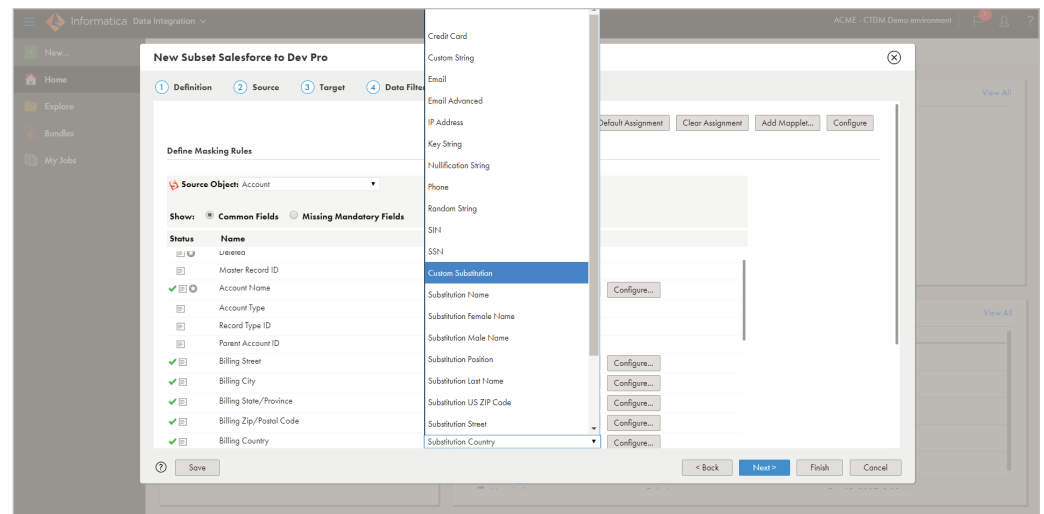 Informatica Data Integration
ACME - CTDM Demo environment
?
New...
Home
Explore
Bundles
My Jobs
View All
View All
New Subset Salesforce to Dev Pro
1 Definition 2 Source 3 Target 4 Data Filte
Default Assignment Clear Assignment Add Mapplet... Configure
Define Masking Rules
Source Object: Account
Show: Common Fields Missing Mandatory Fields
Status Name
Deleted
Master Record ID
Account Name Configure...
Account Type
Record Type ID
Parent Account ID
Billing Street Configure...
Billing City Configure...
Billing State/Province Configure...
Billing Zip/Postal Code Configure...
Billing Country Substitution Country Configure...
Credit Card
Custom String
Email
Email Advanced
IP Address
Key String
Nullification String
Phone
Random String
SIN
SSN
Custom Substitution
Substitution Name
Substitution Female Name
Substitution Male Name
Substitution Position
Substitution Last Name
Substitution US ZIP Code
Substitution Street
? Save < Back Next > Finish Cancel